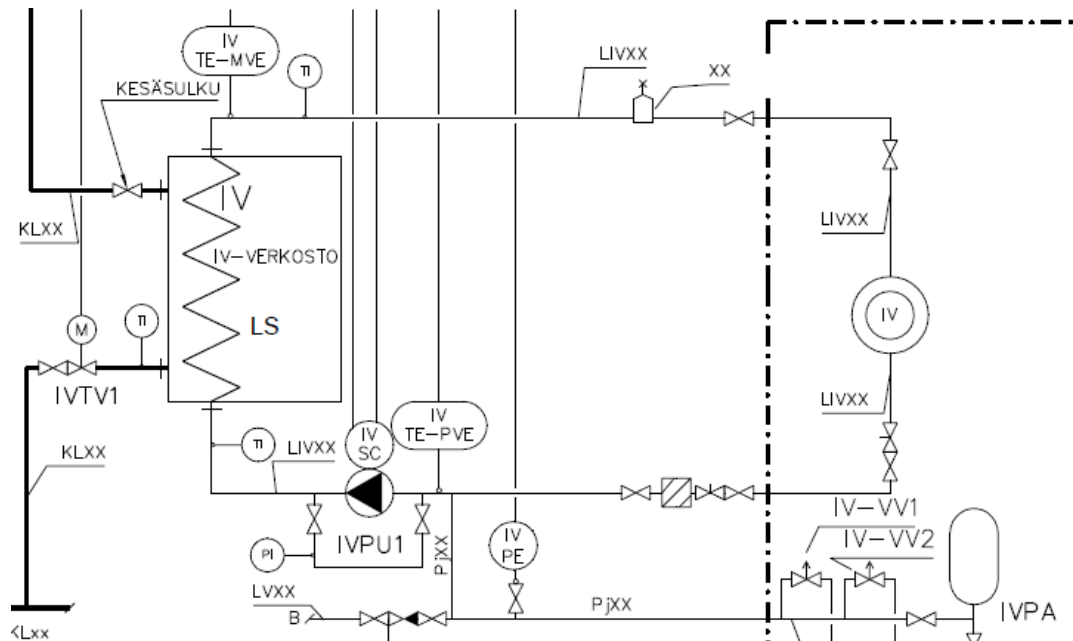 IV
TE-MVE
TI
LIVXX
XX
KESÄSULKU
IV
KLXX
LIVXX
IV-VERKOSTO
TI
M
LS
IV
IVTV1
LIVXX
IV
TE-PVE
IV
SC
TI
LIVXX
KLXX
IV-VV1
IV
PE
IVPU1
IV-VV2
PI
PjXX
LVXX
PjXX
B
IVPA
KLxx